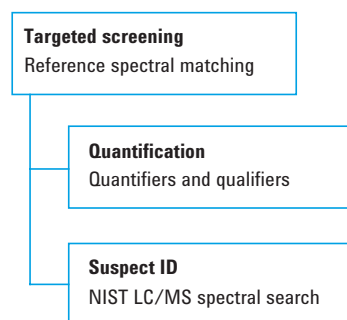 Targeted screening
Reference spectral matching
Quantification
Quantifiers and qualifiers
Suspect ID
NIST LC/MS spectral search